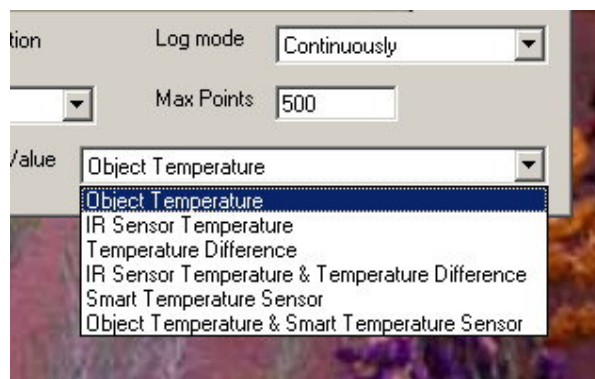 tion
Log mode
Continuously
Max Points
500
Value
Object Temperature
Object Temperature
IR Sensor Temperature
Temperature Difference
IR Sensor Temperature & Temperature Difference
Smart Temperature Sensor
Object Temperature & Smart Temperature Sensor